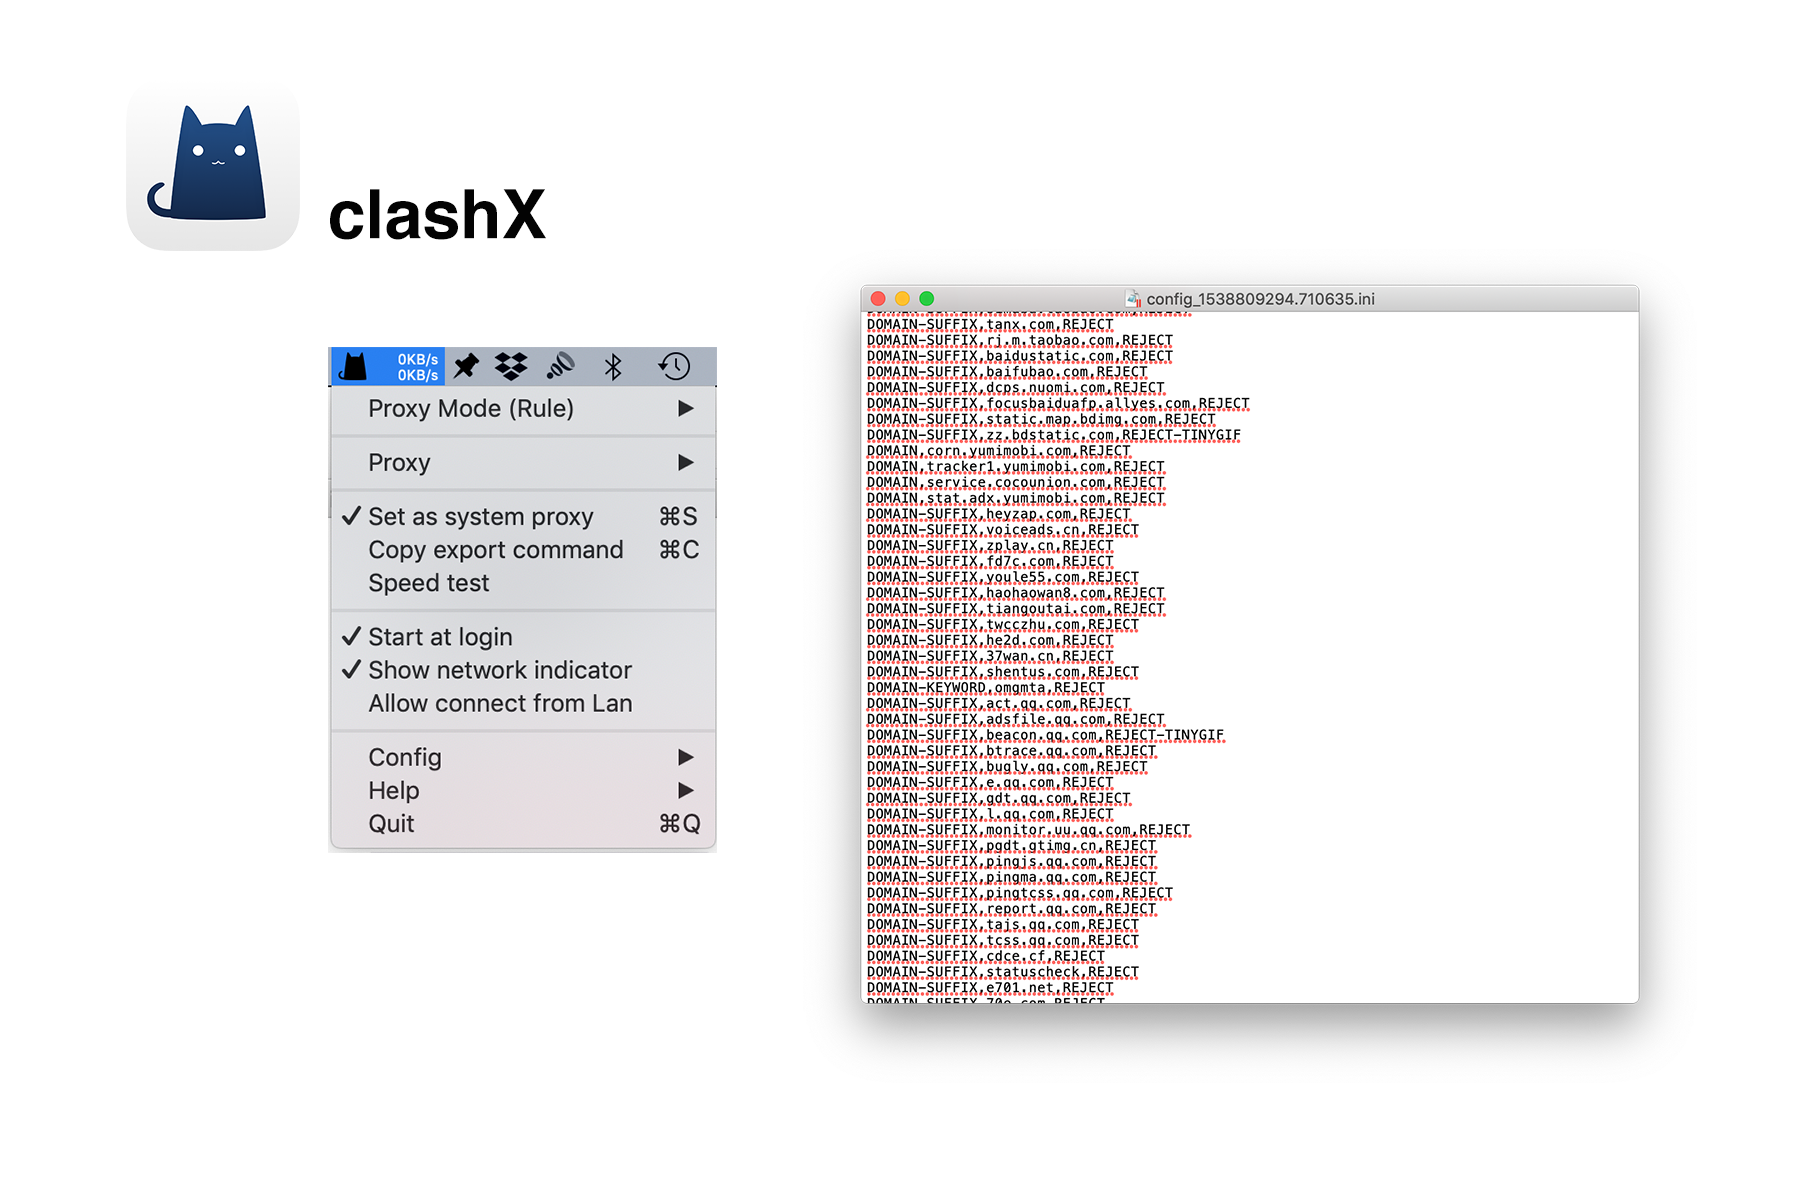 clashX
0KB/s
0KB/s
Proxy Mode (Rule)
Proxy
Set as system proxy ⌘S
Copy export command ⌘C
Speed test
Start at login
Show network indicator
Allow connect from Lan
Config
Help
Quit ⌘Q
config_1538809294.710635.ini
DOMAIN-SUFFIX,tanx.com,REJECT
DOMAIN-SUFFIX,rj.m.taobao.com,REJECT
DOMAIN-SUFFIX,baidustatic.com,REJECT
DOMAIN-SUFFIX,baifubao.com,REJECT
DOMAIN-SUFFIX,dcps.nuomi.com,REJECT
DOMAIN-SUFFIX,focusbaiduafp.allyes.com,REJECT
DOMAIN-SUFFIX,static.map.bdimg.com,REJECT
DOMAIN-SUFFIX,zz.bdstatic.com,REJECT-TINYGIF
DOMAIN,corn.yumimobi.com,REJECT
DOMAIN,tracker1.yumimobi.com,REJECT
DOMAIN,service.cocounion.com,REJECT
DOMAIN,stat.adx.yumimobi.com,REJECT
DOMAIN-SUFFIX,heyzap.com,REJECT
DOMAIN-SUFFIX,voiceads.cn,REJECT
DOMAIN-SUFFIX,zplay.cn,REJECT
DOMAIN-SUFFIX,fd7c.com,REJECT
DOMAIN-SUFFIX,youle55.com,REJECT
DOMAIN-SUFFIX,haohaowan8.com,REJECT
DOMAIN-SUFFIX,tiangoutai.com,REJECT
DOMAIN-SUFFIX,twcczhu.com,REJECT
DOMAIN-SUFFIX,he2d.com,REJECT
DOMAIN-SUFFIX,37wan.cn,REJECT
DOMAIN-SUFFIX,shentus.com,REJECT
DOMAIN-KEYWORD,omgmta,REJECT
DOMAIN-SUFFIX,act.qq.com,REJECT
DOMAIN-SUFFIX,adsfile.qq.com,REJECT
DOMAIN-SUFFIX,beacon.qq.com,REJECT-TINYGIF
DOMAIN-SUFFIX,btrace.qq.com,REJECT
DOMAIN-SUFFIX,bugly.qq.com,REJECT
DOMAIN-SUFFIX,e.qq.com,REJECT
DOMAIN-SUFFIX,gdt.qq.com,REJECT
DOMAIN-SUFFIX,l.qq.com,REJECT
DOMAIN-SUFFIX,monitor.uu.qq.com,REJECT
DOMAIN-SUFFIX,pgdt.gtimg.cn,REJECT
DOMAIN-SUFFIX,pingjs.qq.com,REJECT
DOMAIN-SUFFIX,pingma.qq.com,REJECT
DOMAIN-SUFFIX,pingtcss.qq.com,REJECT
DOMAIN-SUFFIX,report.qq.com,REJECT
DOMAIN-SUFFIX,tajs.qq.com,REJECT
DOMAIN-SUFFIX,tcss.qq.com,REJECT
DOMAIN-SUFFIX,cdce.cf,REJECT
DOMAIN-SUFFIX,statuscheck,REJECT
DOMAIN-SUFFIX,e701.net,REJECT